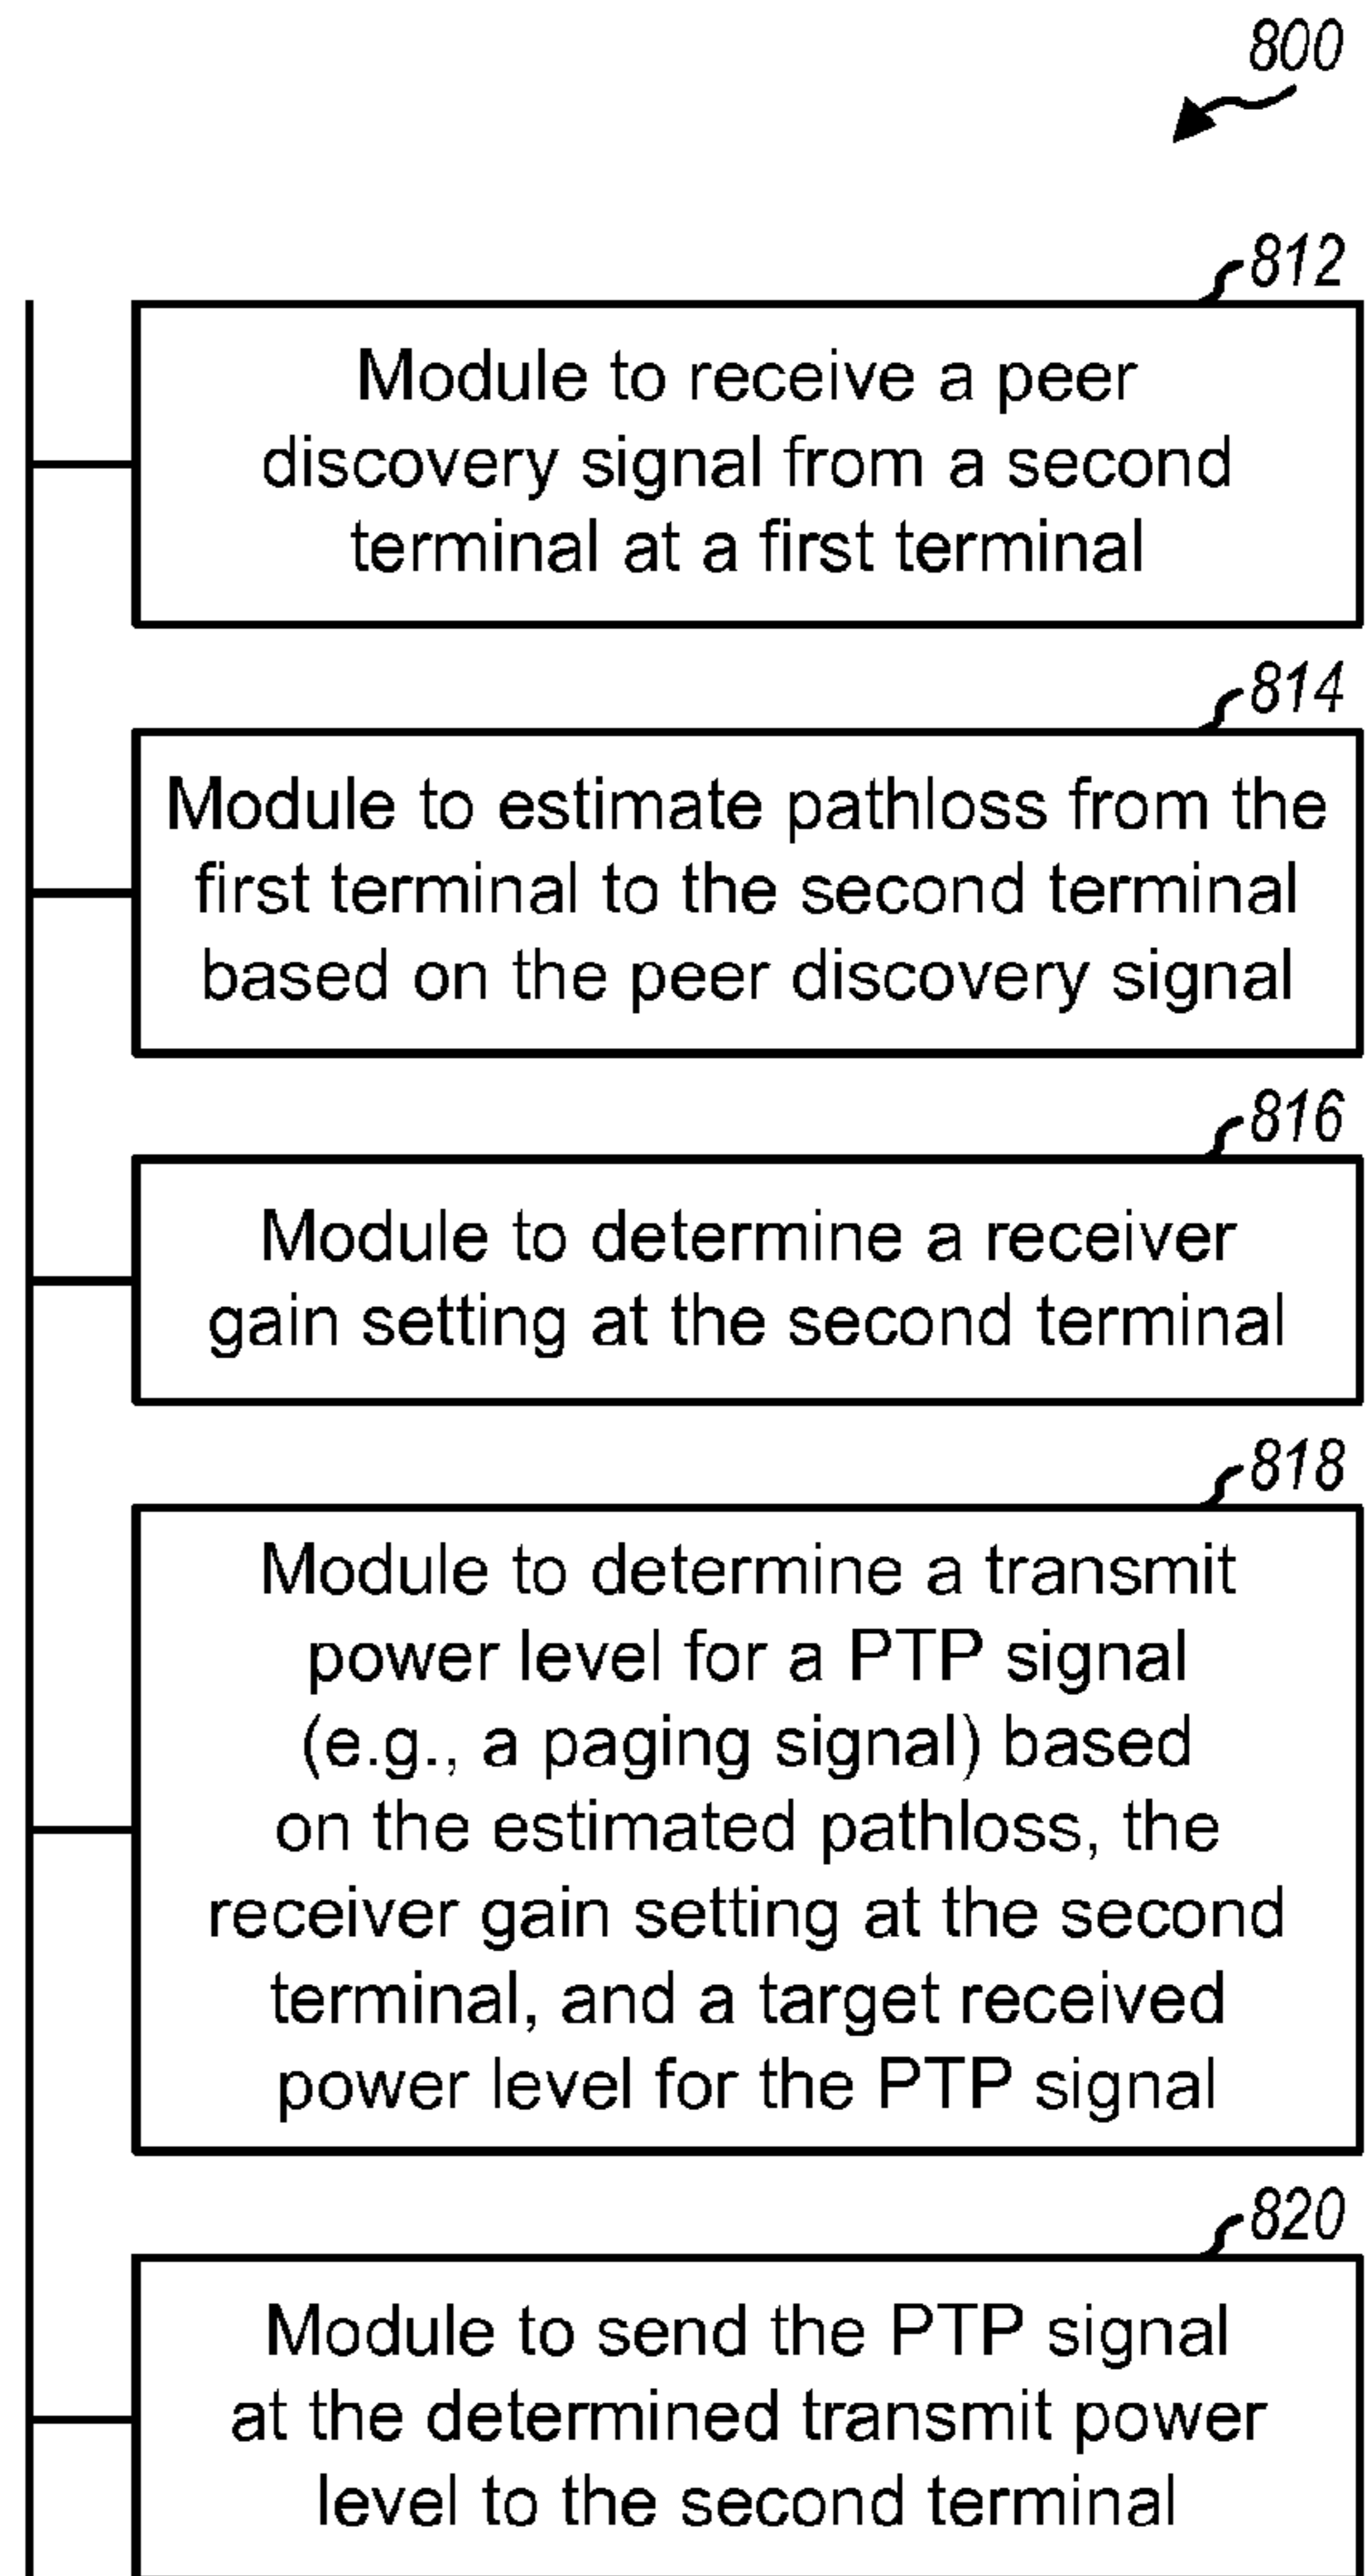 800
812
Module to receive a peer
discovery signal from a second
terminal at a first terminal
814
Module to estimate pathloss from the
first terminal to the second terminal
based on the peer discovery signal
816
Module to determine a receiver
gain setting at the second terminal
818
Module to determine a transmit
power level for a PTP signal
(e.g., a paging signal) based
on the estimated pathloss, the
receiver gain setting at the second
terminal, and a target received
power level for the PTP signal
820
Module to send the PTP signal
at the determined transmit power
level to the second terminal